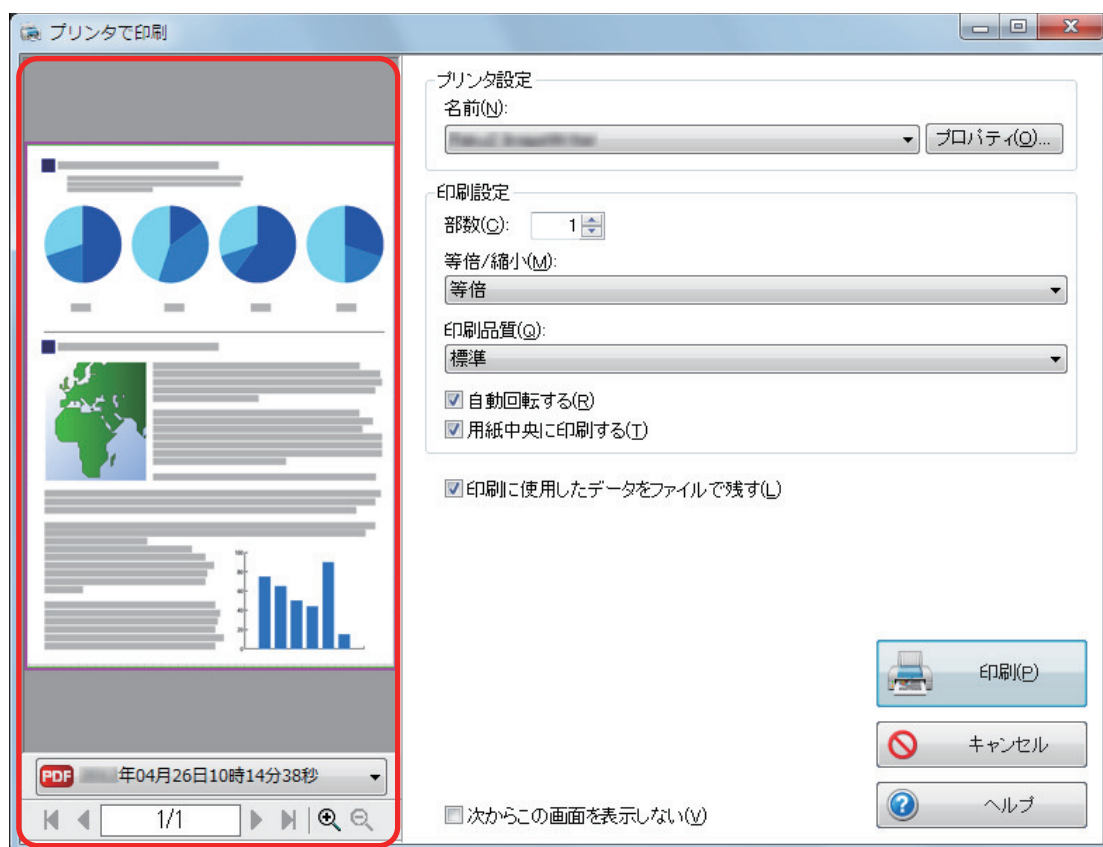 プリンタで印刷
プリンタ設定
名前(N):
プロパティ(O)...
印刷設定
部数(C): 1
等倍/縮小(M):
等倍
印刷品質(Q):
標準
自動回転する(R)
用紙中央に印刷する(T)
印刷に使用したデータをファイルで残す(L)
印刷(P)
キャンセル
ヘルプ
次からこの画面を表示しない(V)
PDF 年04月26日10時14分38秒
1/1